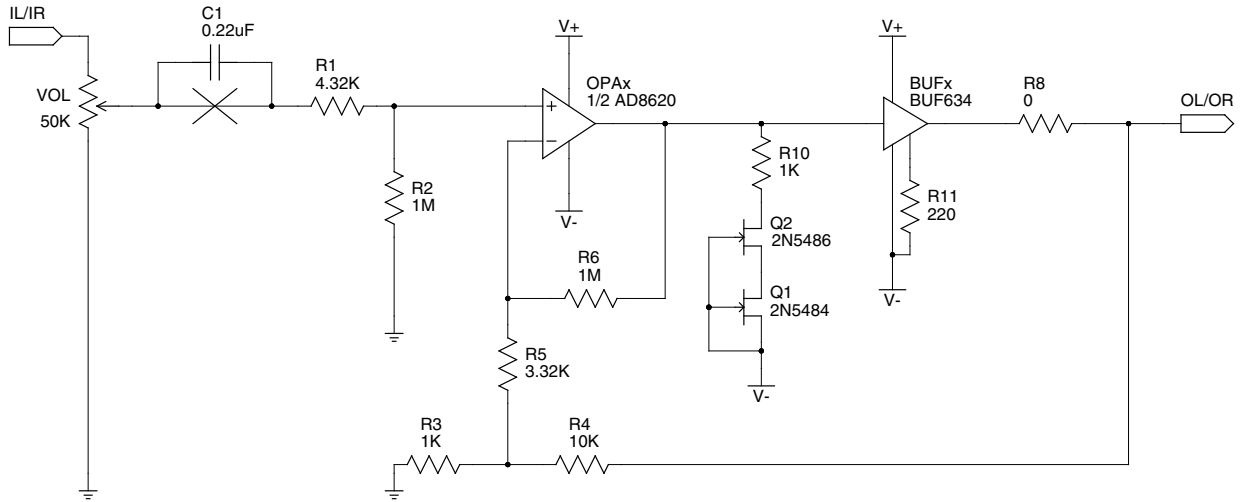 IL/IR
C1
0.22uF
V+
V+
R1
4.32K
VOL
50K
OPAx
1/2 AD8620
BUFx
BUF634
R8
0
OL/OR
+
−
R10
1K
R2
1M
R11
220
V-
Q2
2N5486
R6
1M
Q1
2N5484
V-
R5
3.32K
V-
R3
1K
R4
10K